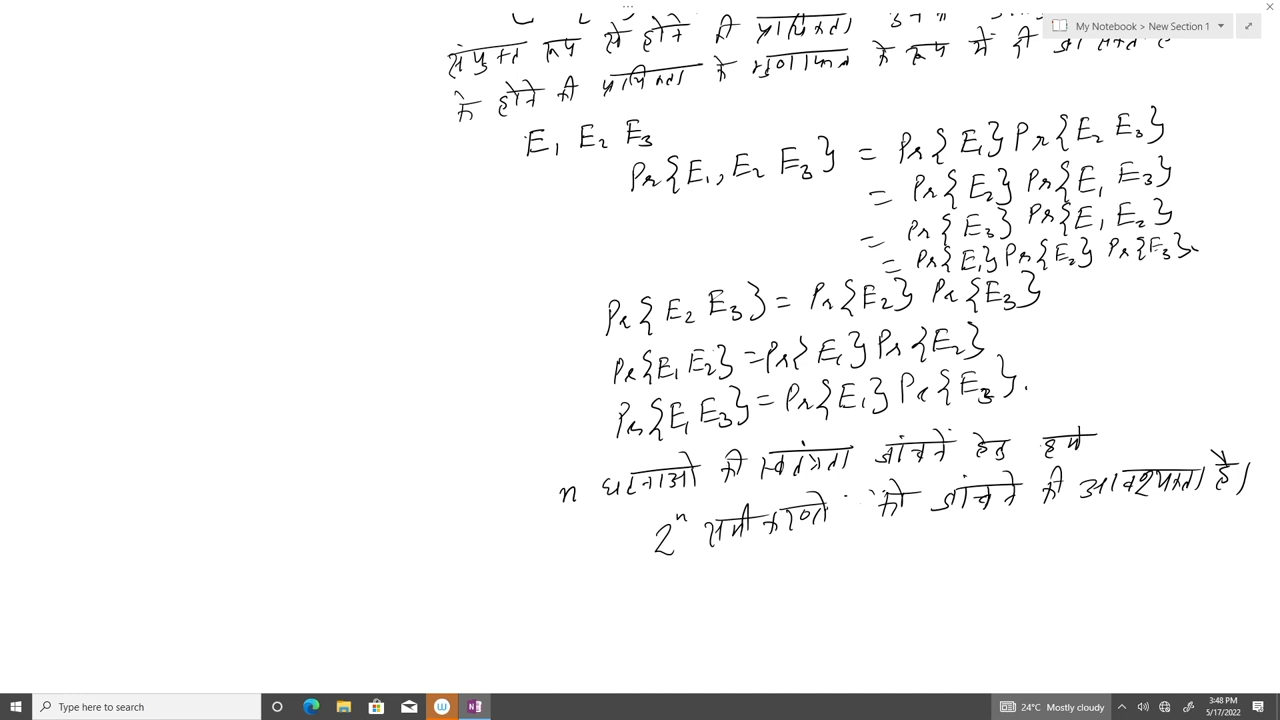 My Notebook > New Section 1
संयुक्त रूप से होने की प्रायिकता
के होने की प्रायिकता के गुणनफल के रूप में दी जा सकती है
E₁ E₂ E₃
Pr{E₁, E₂ E₃} = Pr{E₁} Pr{E₂ E₃}
= Pr{E₂} Pr{E₁ E₃}
= Pr{E₃} Pr{E₁ E₂}
= Pr{E₁} Pr{E₂} Pr{E₃}.
Pr{E₂ E₃} = Pr{E₂} Pr{E₃}
Pr{E₁ E₂} = Pr{E₁} Pr{E₂}
Pr{E₁ E₃} = Pr{E₁} Pr{E₃}.
n घटनाओं की स्वतंत्रता जांचने हेतु हमें
2ⁿ समीकरणों को जांचने की आवश्यकता है।
Type here to search
24°C Mostly cloudy
3:48 PM
5/17/2022